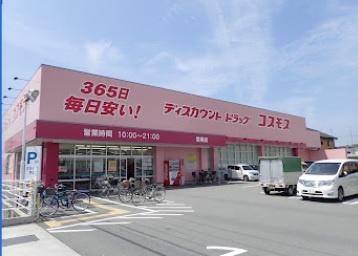 365日
毎日安い!
ディスカウント ドラッグ コスモス
営業時間 10:00~21:00
P